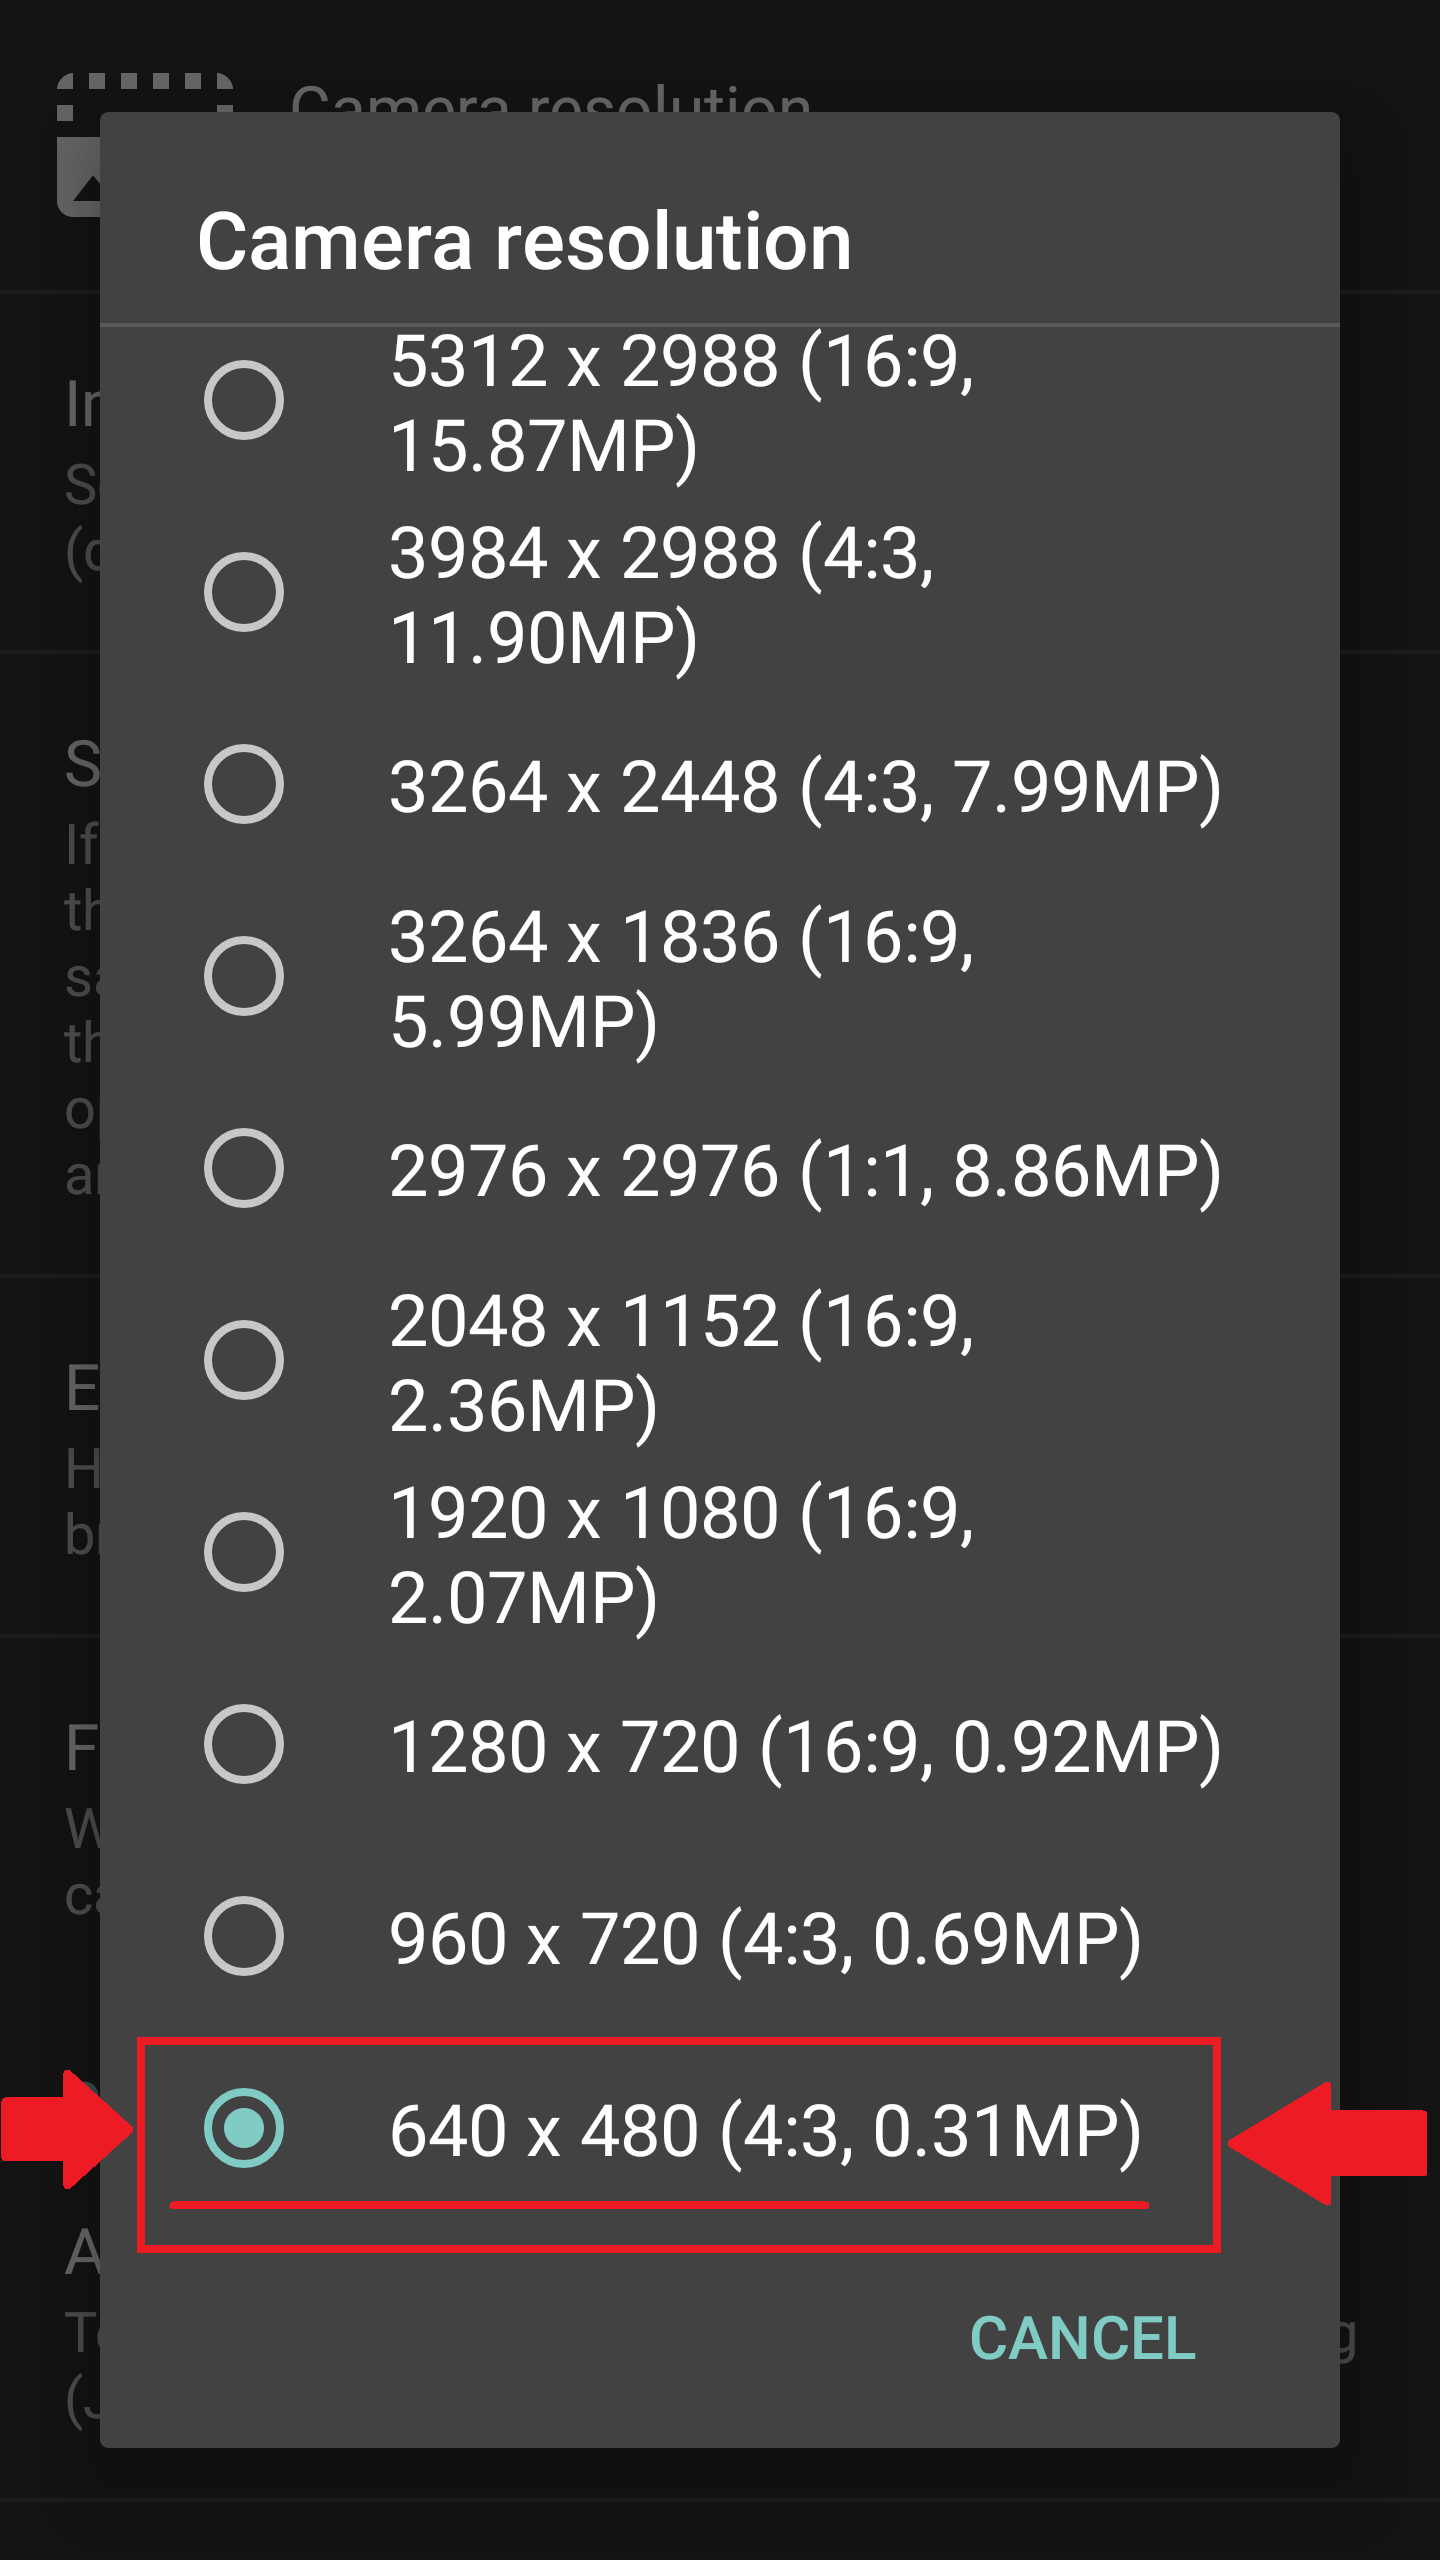 Camera resolution
Camera resolution
5312 x 2988 (16:9,
15.87MP)
3984 x 2988 (4:3,
11.90MP)
3264 x 2448 (4:3, 7.99MP)
3264 x 1836 (16:9,
5.99MP)
2976 x 2976 (1:1, 8.86MP)
2048 x 1152 (16:9,
2.36MP)
1920 x 1080 (16:9,
2.07MP)
1280 x 720 (16:9, 0.92MP)
960 x 720 (4:3, 0.69MP)
640 x 480 (4:3, 0.31MP)
CANCEL